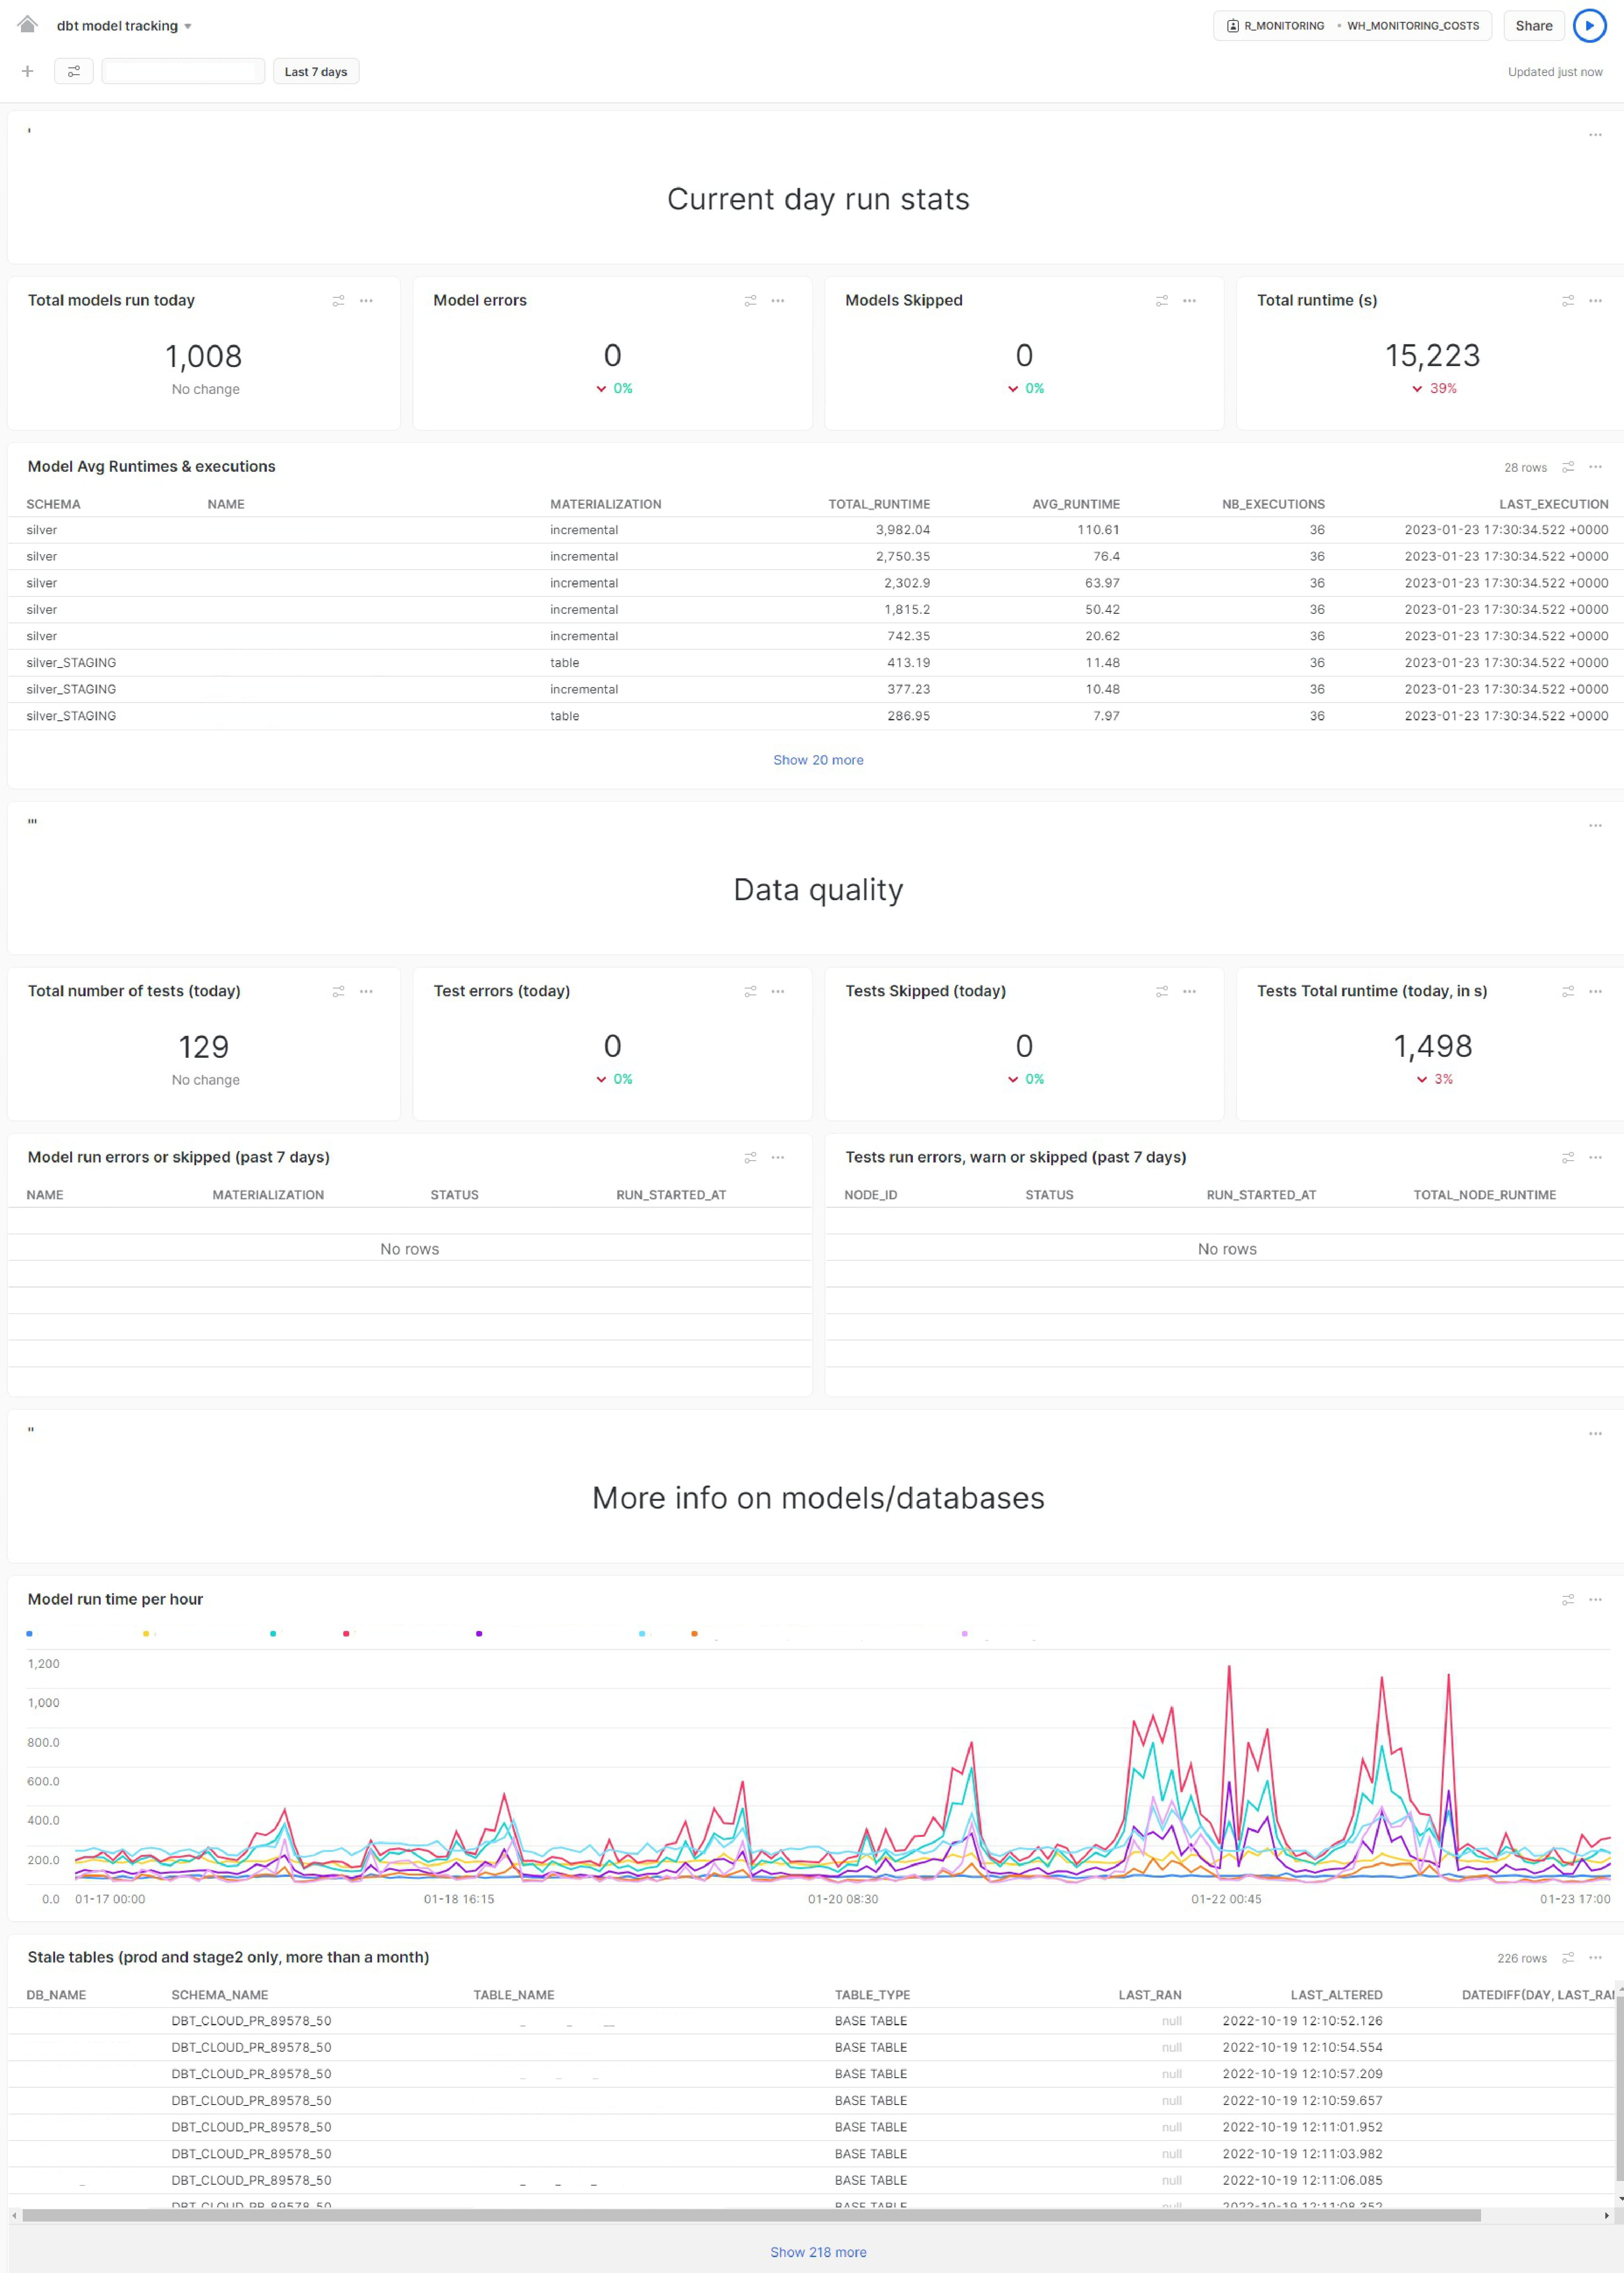 dbt model tracking
R_MONITORING • WH_MONITORING_COSTS
Share
Last 7 days
Updated just now
'
Current day run stats
Total models run today
1,008
No change
Model errors
0
0%
Models Skipped
0
0%
Total runtime (s)
15,223
39%
Model Avg Runtimes & executions
28 rows
SCHEMA NAME MATERIALIZATION TOTAL_RUNTIME AVG_RUNTIME NB_EXECUTIONS LAST_EXECUTION
silver incremental 3,982.04 110.61 36 2023-01-23 17:30:34.522 +0000
silver incremental 2,750.35 76.4 36 2023-01-23 17:30:34.522 +0000
silver incremental 2,302.9 63.97 36 2023-01-23 17:30:34.522 +0000
silver incremental 1,815.2 50.42 36 2023-01-23 17:30:34.522 +0000
silver incremental 742.35 20.62 36 2023-01-23 17:30:34.522 +0000
silver_STAGING table 413.19 11.48 36 2023-01-23 17:30:34.522 +0000
silver_STAGING incremental 377.23 10.48 36 2023-01-23 17:30:34.522 +0000
silver_STAGING table 286.95 7.97 36 2023-01-23 17:30:34.522 +0000
Show 20 more
'''
Data quality
Total number of tests (today)
129
No change
Test errors (today)
0
0%
Tests Skipped (today)
0
0%
Tests Total runtime (today, in s)
1,498
3%
Model run errors or skipped (past 7 days)
NAME MATERIALIZATION STATUS RUN_STARTED_AT
No rows
Tests run errors, warn or skipped (past 7 days)
NODE_ID STATUS RUN_STARTED_AT TOTAL_NODE_RUNTIME
No rows
''
More info on models/databases
Model run time per hour
1,200
1,000
800.0
600.0
400.0
200.0
0.0
01-17 00:00 01-18 16:15 01-20 08:30 01-22 00:45 01-23 17:00
Stale tables (prod and stage2 only, more than a month)
226 rows
DB_NAME SCHEMA_NAME TABLE_NAME TABLE_TYPE LAST_RAN LAST_ALTERED DATEDIFF(DAY, LAST_RA
DBT_CLOUD_PR_89578_50 BASE TABLE null 2022-10-19 12:10:52.126
DBT_CLOUD_PR_89578_50 BASE TABLE null 2022-10-19 12:10:54.554
DBT_CLOUD_PR_89578_50 BASE TABLE null 2022-10-19 12:10:57.209
DBT_CLOUD_PR_89578_50 BASE TABLE null 2022-10-19 12:10:59.657
DBT_CLOUD_PR_89578_50 BASE TABLE null 2022-10-19 12:11:01.952
DBT_CLOUD_PR_89578_50 BASE TABLE null 2022-10-19 12:11:03.982
DBT_CLOUD_PR_89578_50 BASE TABLE null 2022-10-19 12:11:06.085
DBT_CLOUD_PR_89578_50 BASE TABLE null 2022-10-19 12:11:08.352
Show 218 more